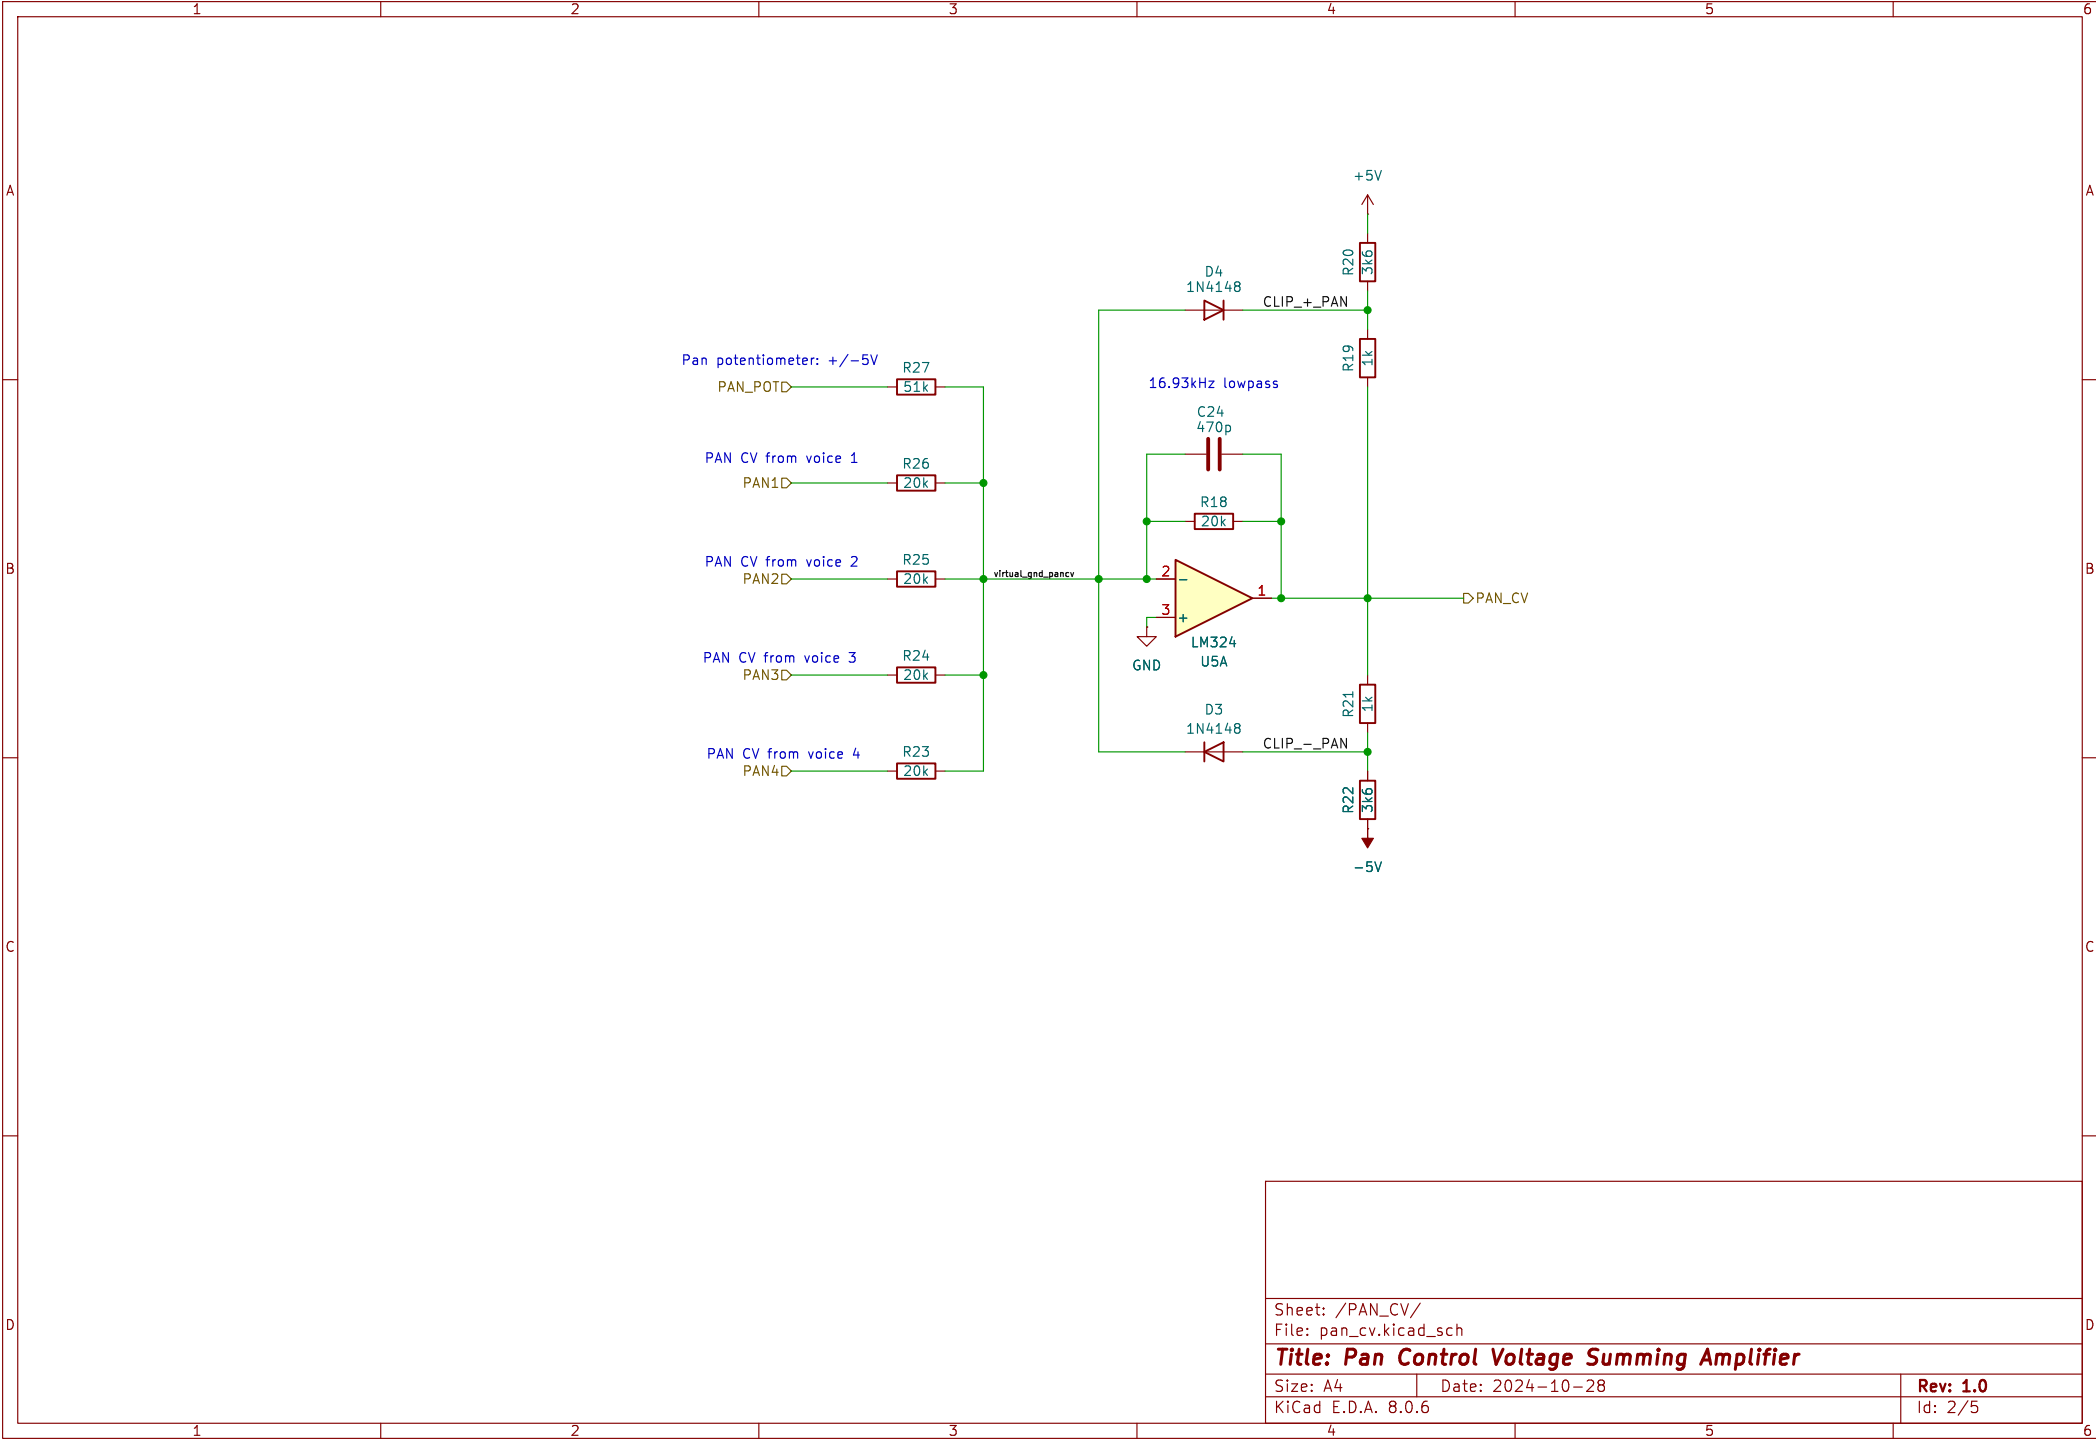 1 2 3 4 5 6
A A
+5V
R20 3k6
D4
1N4148
CLIP_+_PAN
R19 1k
Pan potentiometer: +/-5V
PAN_POT
R27
51k
16.93kHz lowpass
C24
470p
PAN CV from voice 1
PAN1
R26
20k
R18
20k
B B
PAN CV from voice 2
PAN2
R25
20k
virtual_gnd_pancv
2
-
3
+
1
PAN_CV
LM324
U5A
GND
PAN CV from voice 3
PAN3
R24
20k
R21 1k
D3
1N4148
CLIP_-_PAN
PAN CV from voice 4
PAN4
R23
20k
R22 3k6
-5V
C C
D D
Sheet: /PAN_CV/
File: pan_cv.kicad_sch
Title: Pan Control Voltage Summing Amplifier
Size: A4 Date: 2024-10-28 Rev: 1.0
KiCad E.D.A. 8.0.6 Id: 2/5
1 2 3 4 5 6